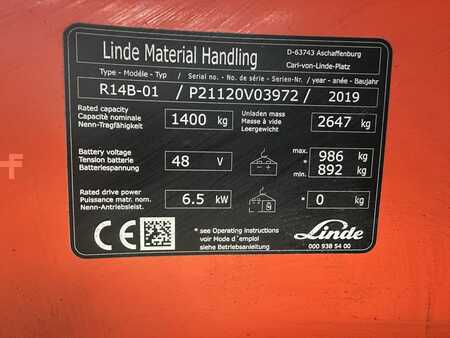 Linde Material Handling
D-63743 Aschaffenburg
Carl-von-Linde-Platz
Type - Modéle - Typ / Serial no. - No. de série - Serien-Nr. / year - anée - Baujahr
R14B-01 / P21120V03972 / 2019
Rated capacity
Capacité nominale
Nenn-Tragfähigkeit
1400 kg
Unladen mass
Masse à vide
Leergewicht
2647 kg
Battery voltage
Tension batterie
Batteriespannung
48 V
max. * 986 kg
min. * 892 kg
Rated drive power
Puissance matr. nom.
Nenn-Antriebsleist.
6.5 kW
* 0 kg
CE
* see Operating instructions
voir Mode d'emploi
siehe Betriebsanleitung
Linde
000 938 54 00